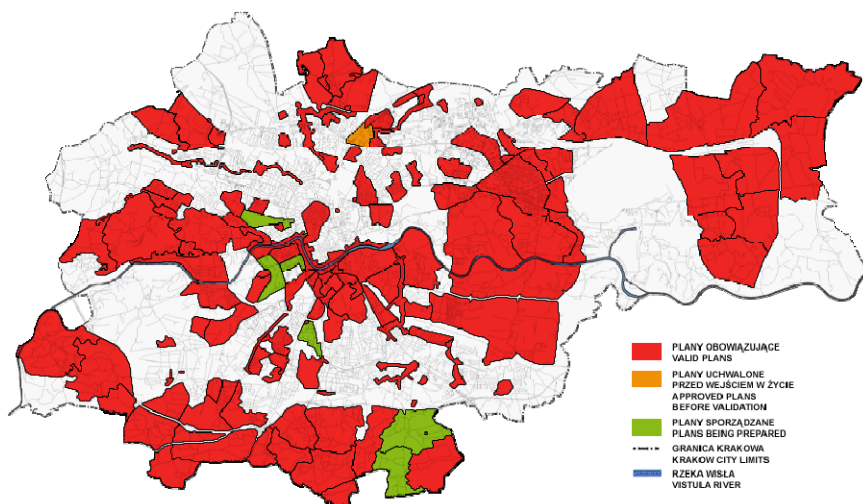 PLANY OBOWIĄZUJĄCE
VALID PLANS
PLANY UCHWALONE
PRZED WEJŚCIEM W ŻYCIE
APPROVED PLANS
BEFORE VALIDATION
PLANY SPORZĄDZANE
PLANS BEING PREPARED
GRANICA KRAKOWA
KRAKOW CITY LIMITS
RZEKA WISŁA
VISTULA RIVER